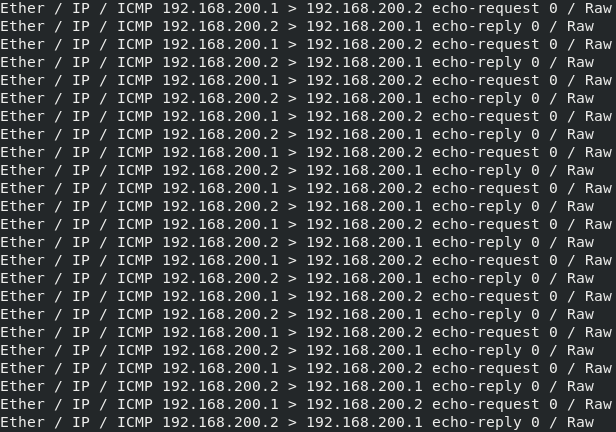 Ether / IP / ICMP 192.168.200.1 > 192.168.200.2 echo-request 0 / Raw
Ether / IP / ICMP 192.168.200.2 > 192.168.200.1 echo-reply 0 / Raw
Ether / IP / ICMP 192.168.200.1 > 192.168.200.2 echo-request 0 / Raw
Ether / IP / ICMP 192.168.200.2 > 192.168.200.1 echo-reply 0 / Raw
Ether / IP / ICMP 192.168.200.1 > 192.168.200.2 echo-request 0 / Raw
Ether / IP / ICMP 192.168.200.2 > 192.168.200.1 echo-reply 0 / Raw
Ether / IP / ICMP 192.168.200.1 > 192.168.200.2 echo-request 0 / Raw
Ether / IP / ICMP 192.168.200.2 > 192.168.200.1 echo-reply 0 / Raw
Ether / IP / ICMP 192.168.200.1 > 192.168.200.2 echo-request 0 / Raw
Ether / IP / ICMP 192.168.200.2 > 192.168.200.1 echo-reply 0 / Raw
Ether / IP / ICMP 192.168.200.1 > 192.168.200.2 echo-request 0 / Raw
Ether / IP / ICMP 192.168.200.2 > 192.168.200.1 echo-reply 0 / Raw
Ether / IP / ICMP 192.168.200.1 > 192.168.200.2 echo-request 0 / Raw
Ether / IP / ICMP 192.168.200.2 > 192.168.200.1 echo-reply 0 / Raw
Ether / IP / ICMP 192.168.200.1 > 192.168.200.2 echo-request 0 / Raw
Ether / IP / ICMP 192.168.200.2 > 192.168.200.1 echo-reply 0 / Raw
Ether / IP / ICMP 192.168.200.1 > 192.168.200.2 echo-request 0 / Raw
Ether / IP / ICMP 192.168.200.2 > 192.168.200.1 echo-reply 0 / Raw
Ether / IP / ICMP 192.168.200.1 > 192.168.200.2 echo-request 0 / Raw
Ether / IP / ICMP 192.168.200.2 > 192.168.200.1 echo-reply 0 / Raw
Ether / IP / ICMP 192.168.200.1 > 192.168.200.2 echo-request 0 / Raw
Ether / IP / ICMP 192.168.200.2 > 192.168.200.1 echo-reply 0 / Raw
Ether / IP / ICMP 192.168.200.1 > 192.168.200.2 echo-request 0 / Raw
Ether / IP / ICMP 192.168.200.2 > 192.168.200.1 echo-reply 0 / Raw